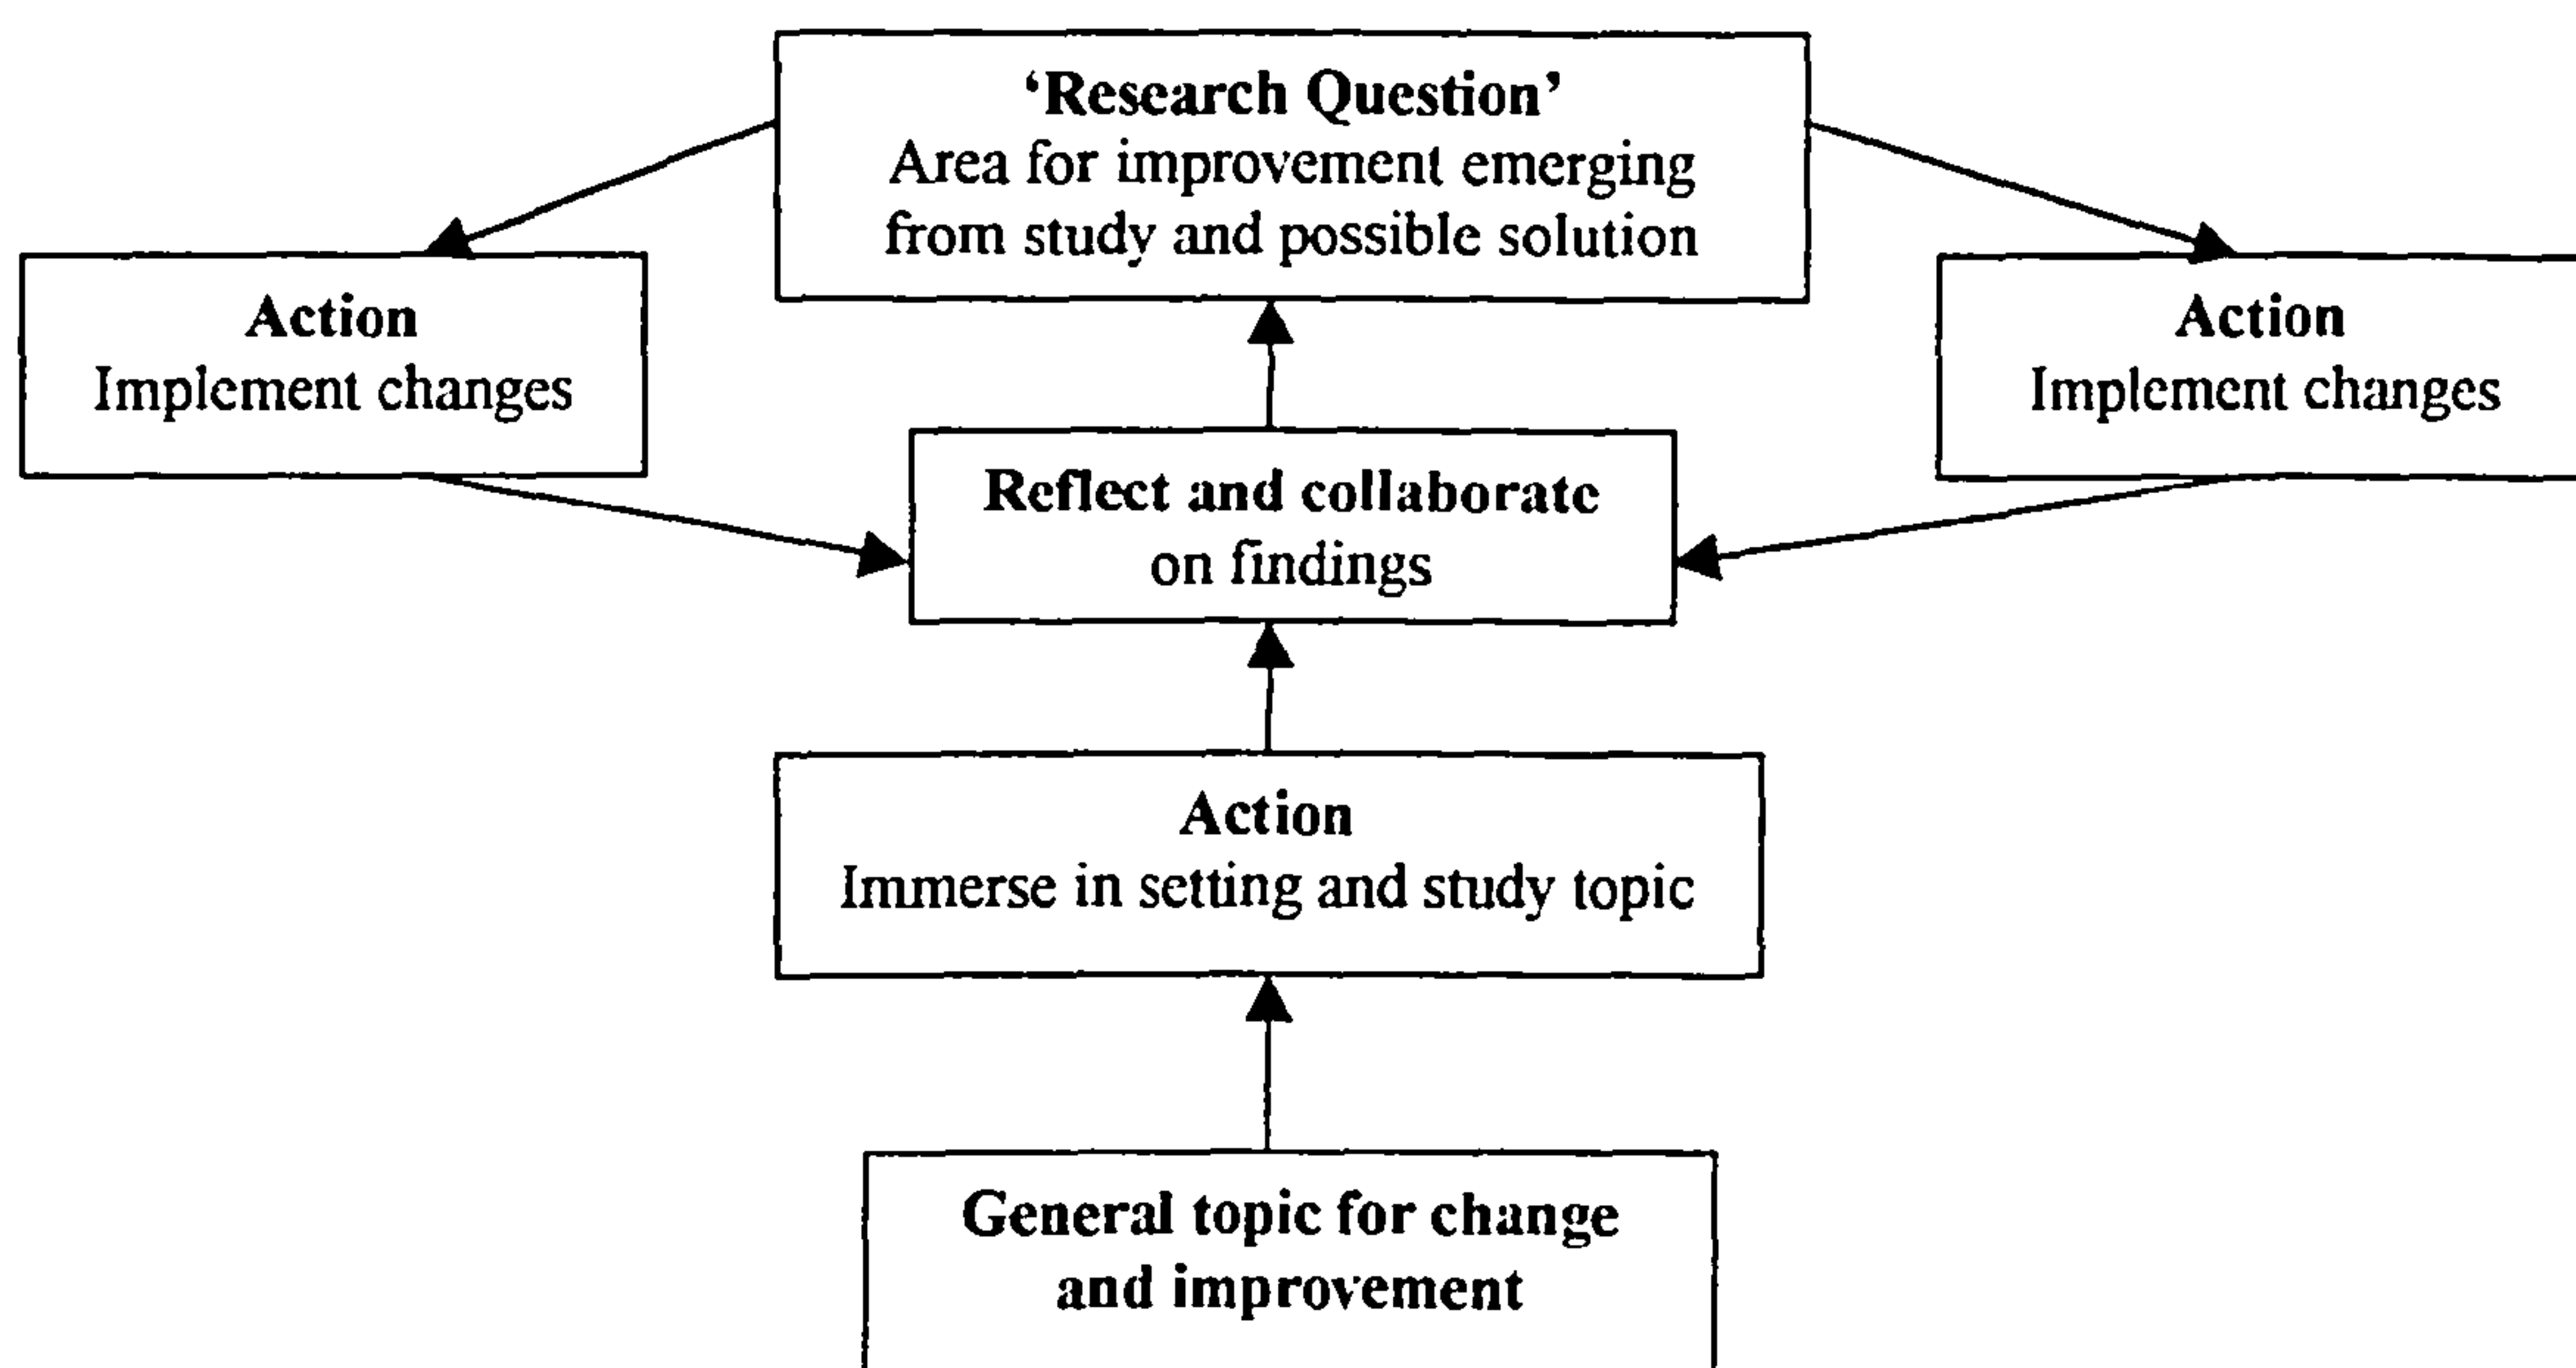 ‘Research Question’
Area for improvement emerging
from study and possible solution
Action
Implement changes
Action
Implement changes
Reflect and collaborate
on findings
Action
Immerse in setting and study topic
General topic for change
and improvement